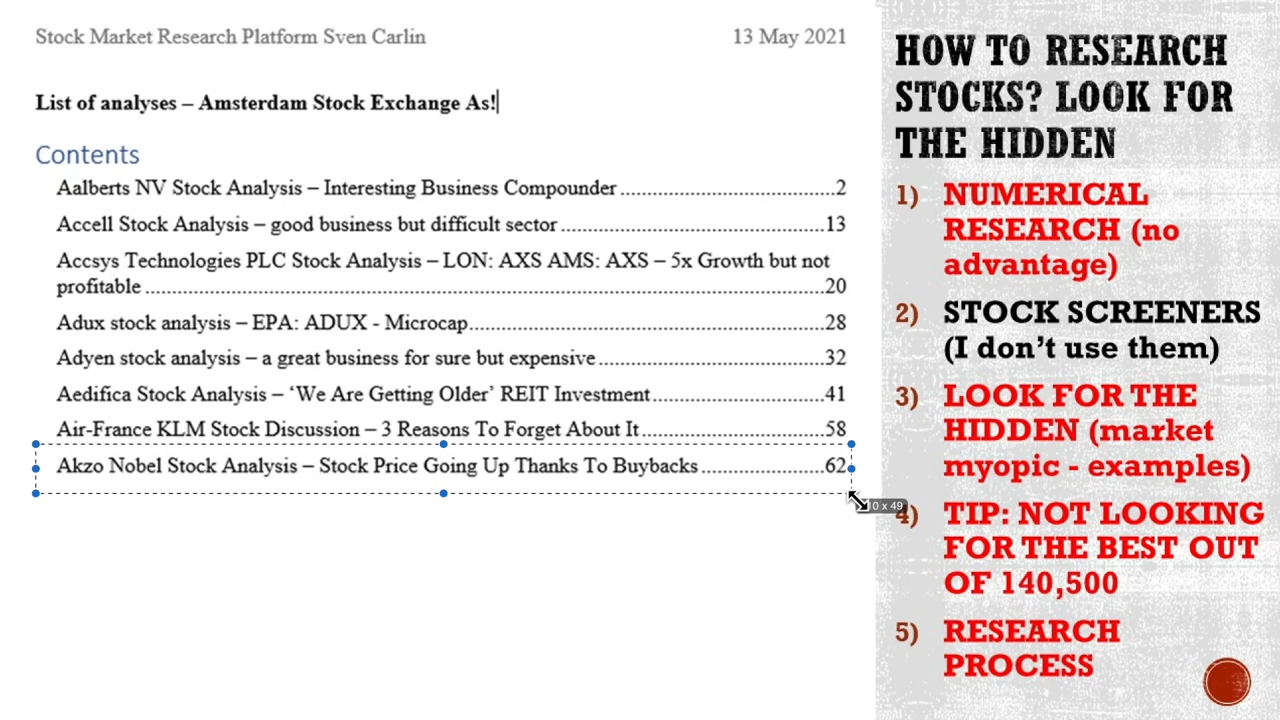 Stock Market Research Platform Sven Carlin 13 May 2021
List of analyses – Amsterdam Stock Exchange As!
Contents
Aalberts NV Stock Analysis – Interesting Business Compounder 2
Accell Stock Analysis – good business but difficult sector 13
Accsys Technologies PLC Stock Analysis – LON: AXS AMS: AXS – 5x Growth but not
profitable 20
Adux stock analysis – EPA: ADUX - Microcap 28
Adyen stock analysis – a great business for sure but expensive 32
Aedifica Stock Analysis – ‘We Are Getting Older’ REIT Investment 41
Air-France KLM Stock Discussion – 3 Reasons To Forget About It 58
Akzo Nobel Stock Analysis – Stock Price Going Up Thanks To Buybacks 62
HOW TO RESEARCH
STOCKS? LOOK FOR
THE HIDDEN
1) NUMERICAL
RESEARCH (no
advantage)
2) STOCK SCREENERS
(I don’t use them)
3) LOOK FOR THE
HIDDEN (market
myopic - examples)
4) TIP: NOT LOOKING
FOR THE BEST OUT
OF 140,500
5) RESEARCH
PROCESS